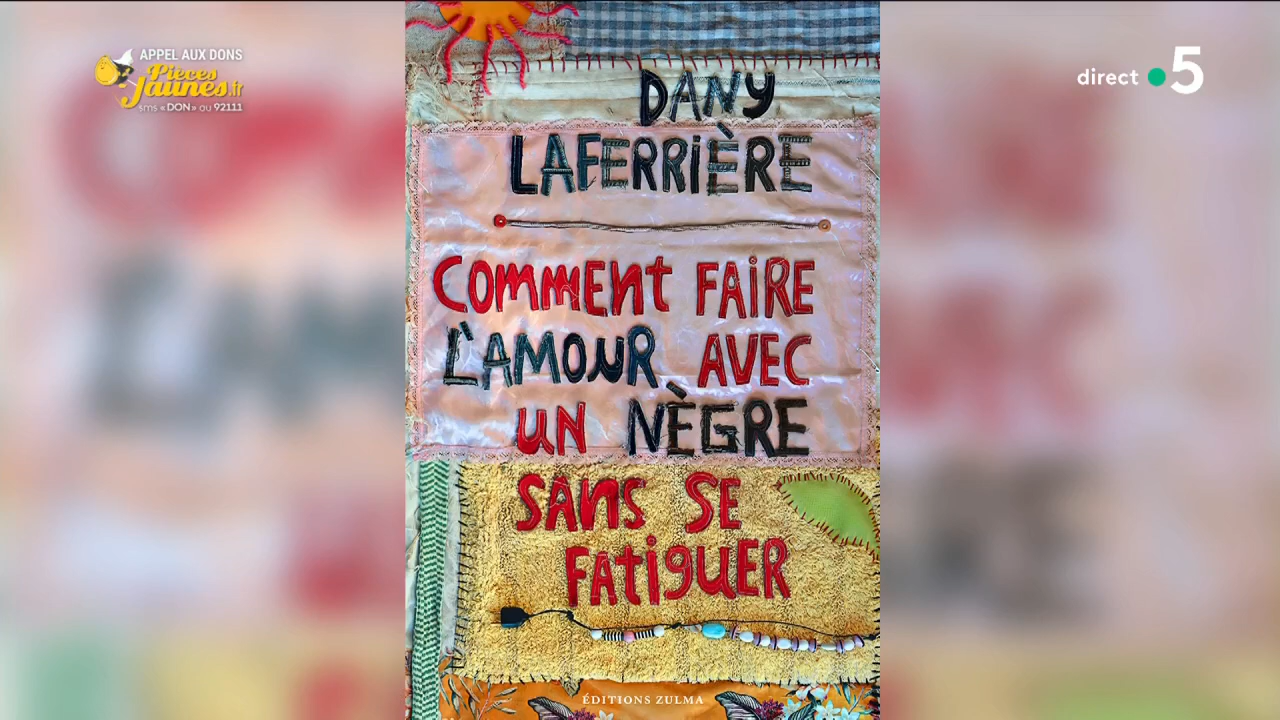 APPEL AUX DONS
Pièces
Jaunes.fr
sms «DON» au 92111
direct 5
DANY
LAFERRIÈRE
COMMENT FAIRE
L'AMOUR AVEC
UN NÈGRE
SANS SE
FATIGUER
ÉDITIONS ZULMA